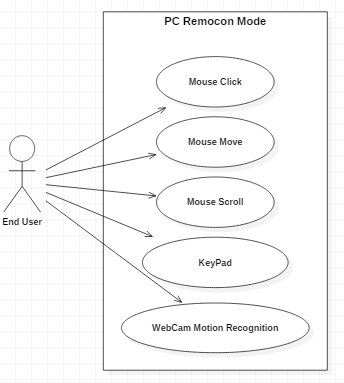 PC Remocon Mode
Mouse Click
Mouse Move
Mouse Scroll
End User
KeyPad
WebCam Motion Recognition